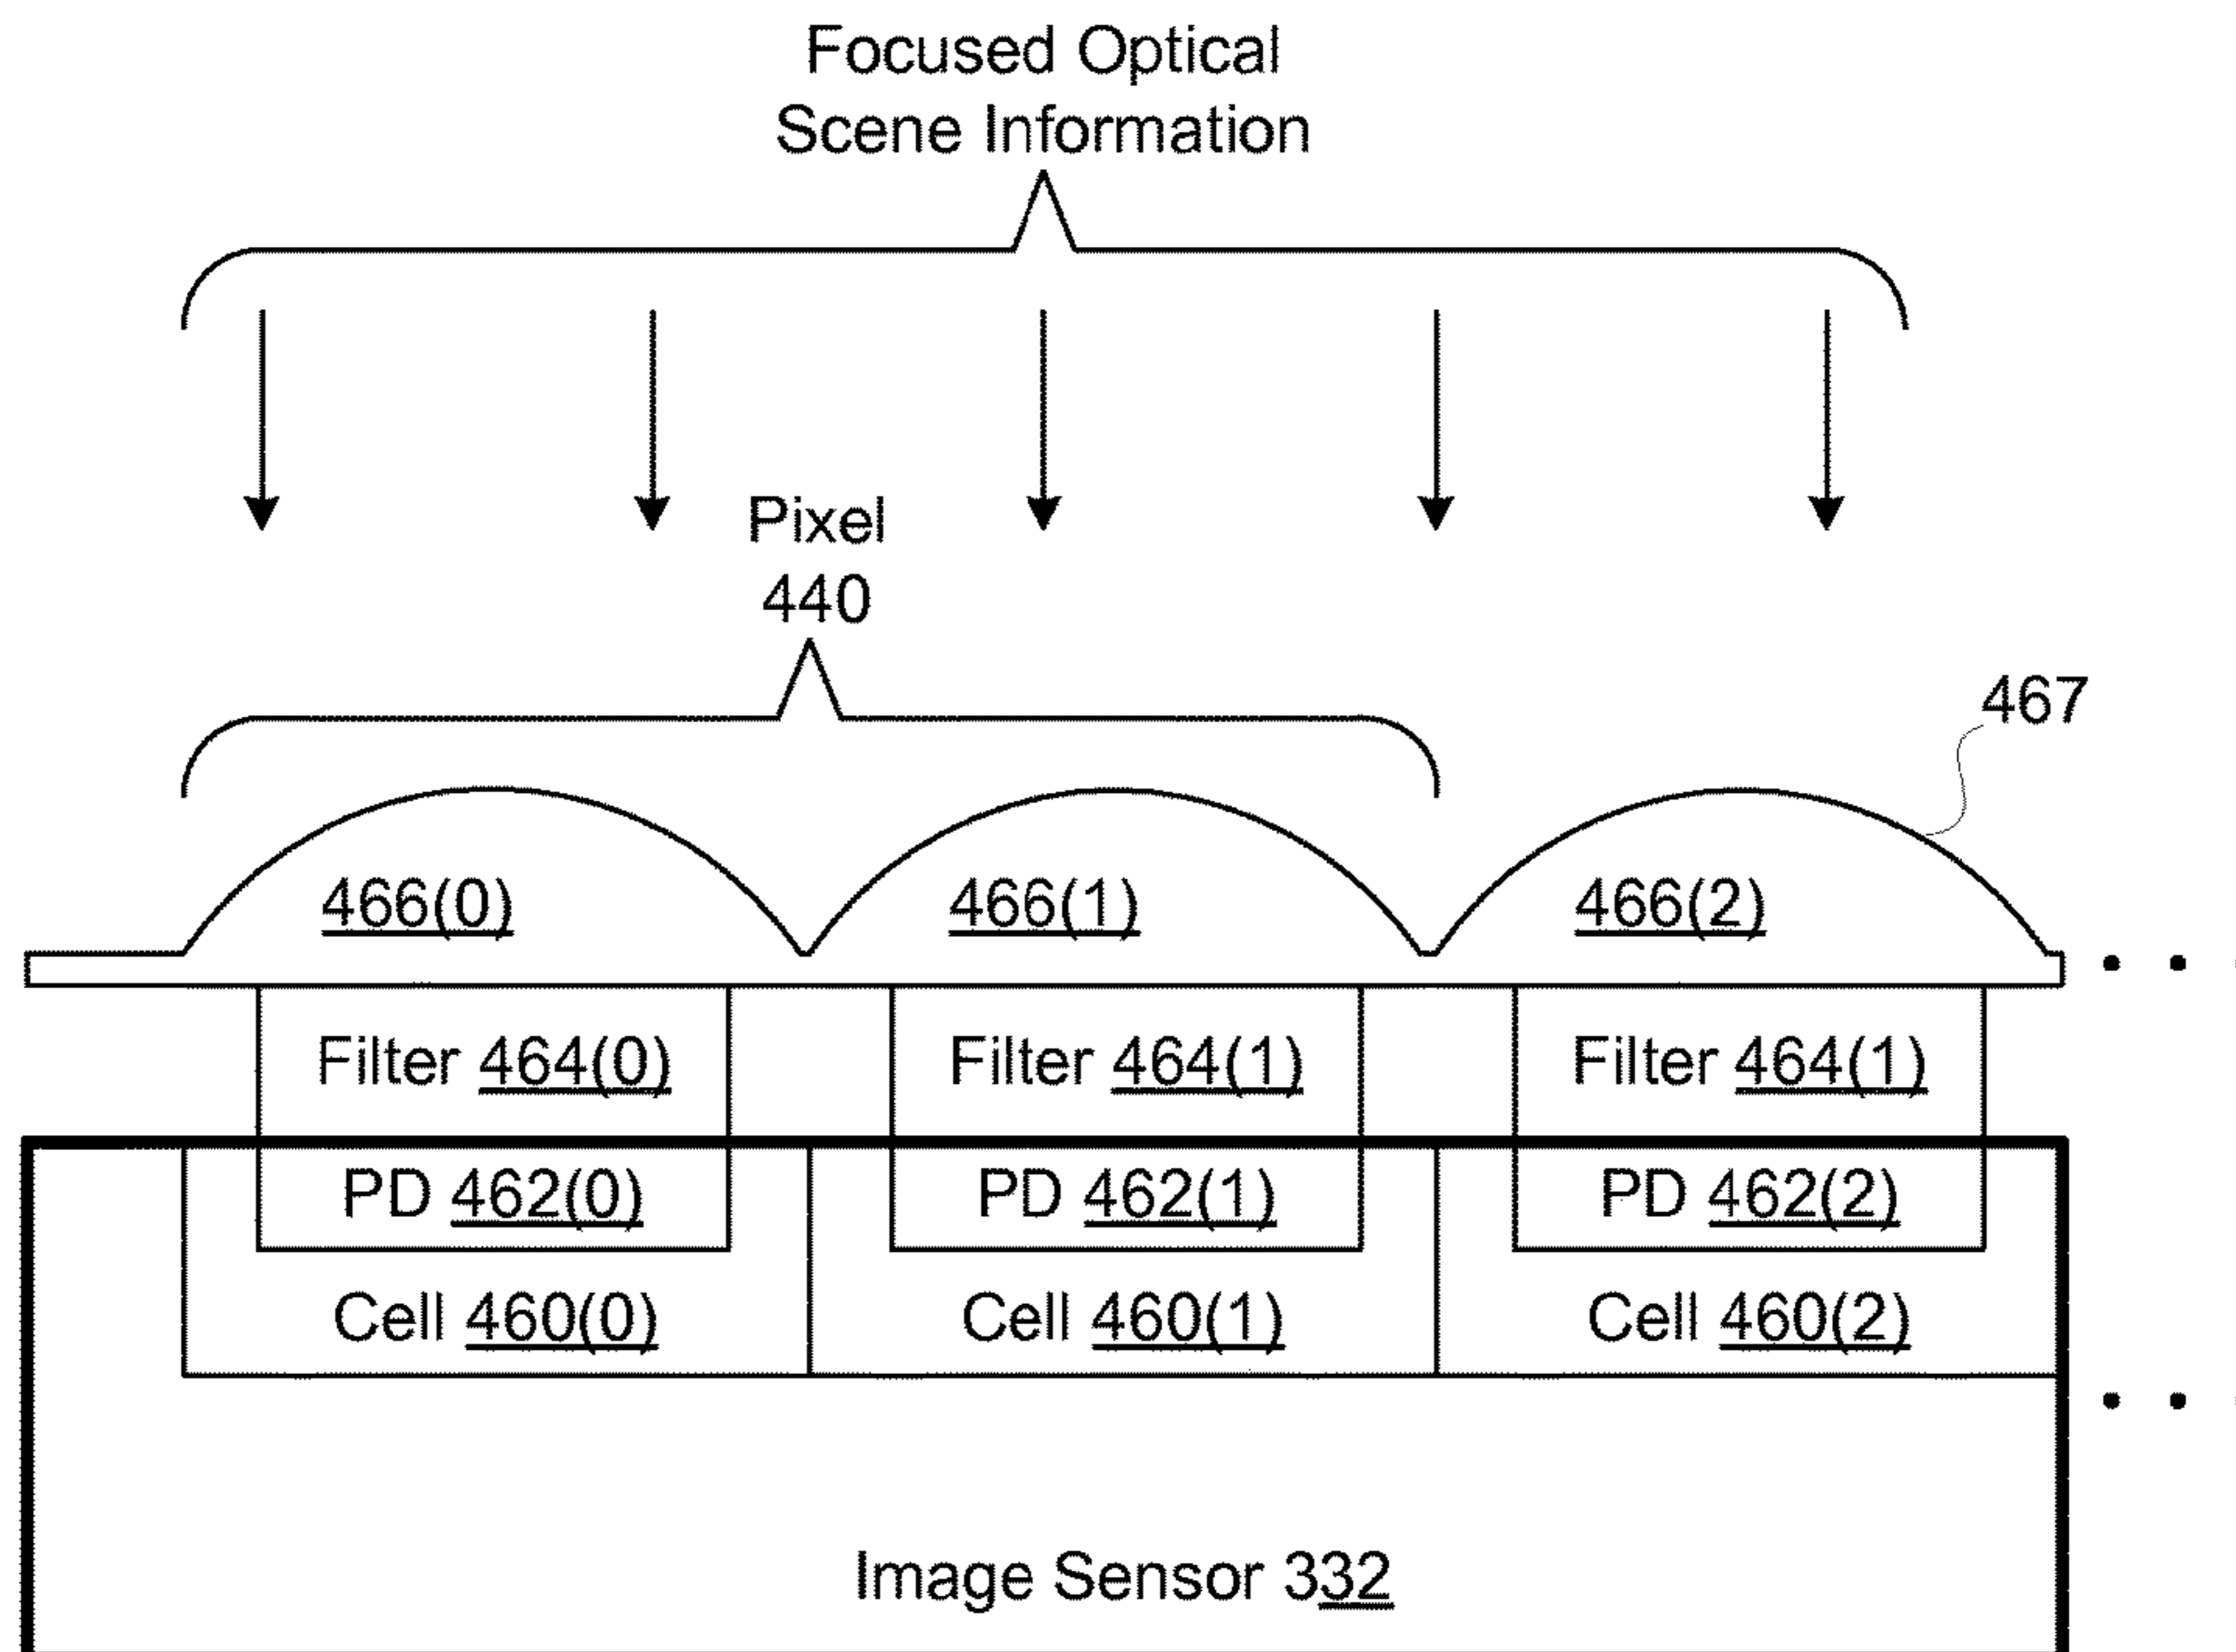 Focused Optical
Scene Information
Pixel
440
467
466(0) 466(1) 466(2)
Filter 464(0) Filter 464(1) Filter 464(1)
PD 462(0) PD 462(1) PD 462(2)
Cell 460(0) Cell 460(1) Cell 460(2)
Image Sensor 332